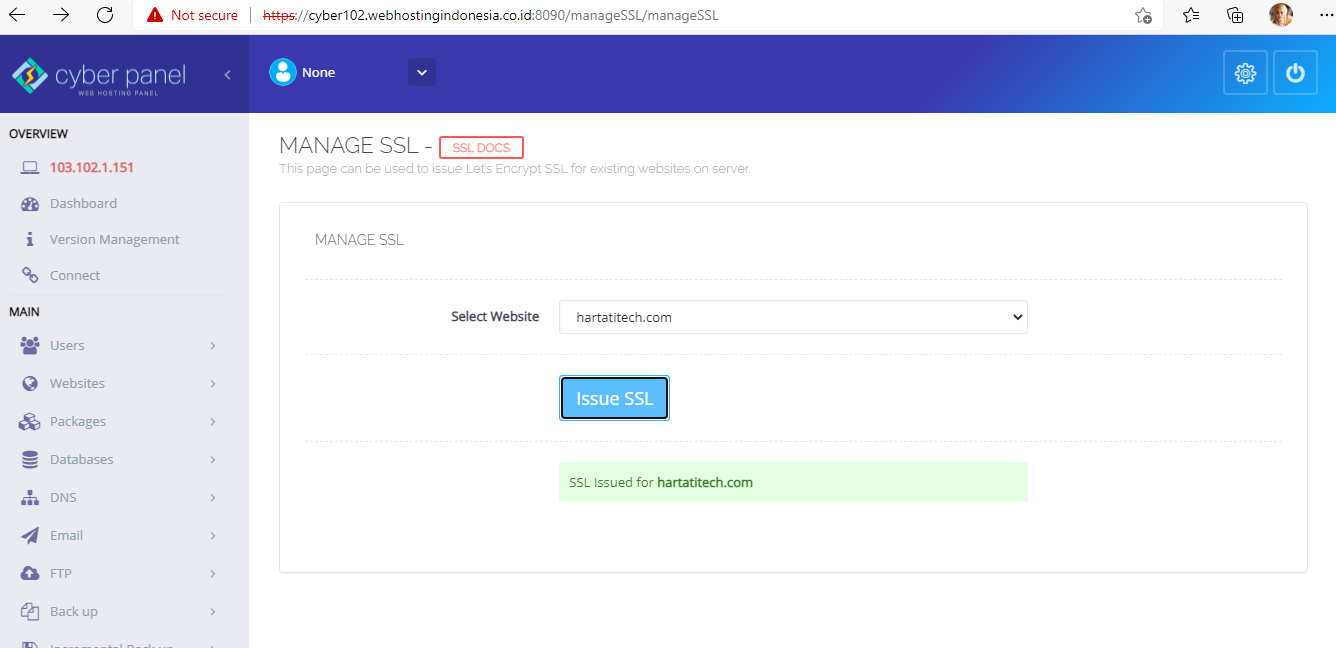 Not secure
https://cyber102.webhostingindonesia.co.id:8090/manageSSL/manageSSL
cyber panel
WEB HOSTING PANEL
None
OVERVIEW
103.102.1.151
Dashboard
Version Management
Connect
MAIN
Users
Websites
Packages
Databases
DNS
Email
FTP
Back up
Incremental Back up
MANAGE SSL - SSL DOCS
This page can be used to issue Let's Encrypt SSL for existing websites on server.
MANAGE SSL
Select Website
hartatitech.com
Issue SSL
SSL Issued for hartatitech.com